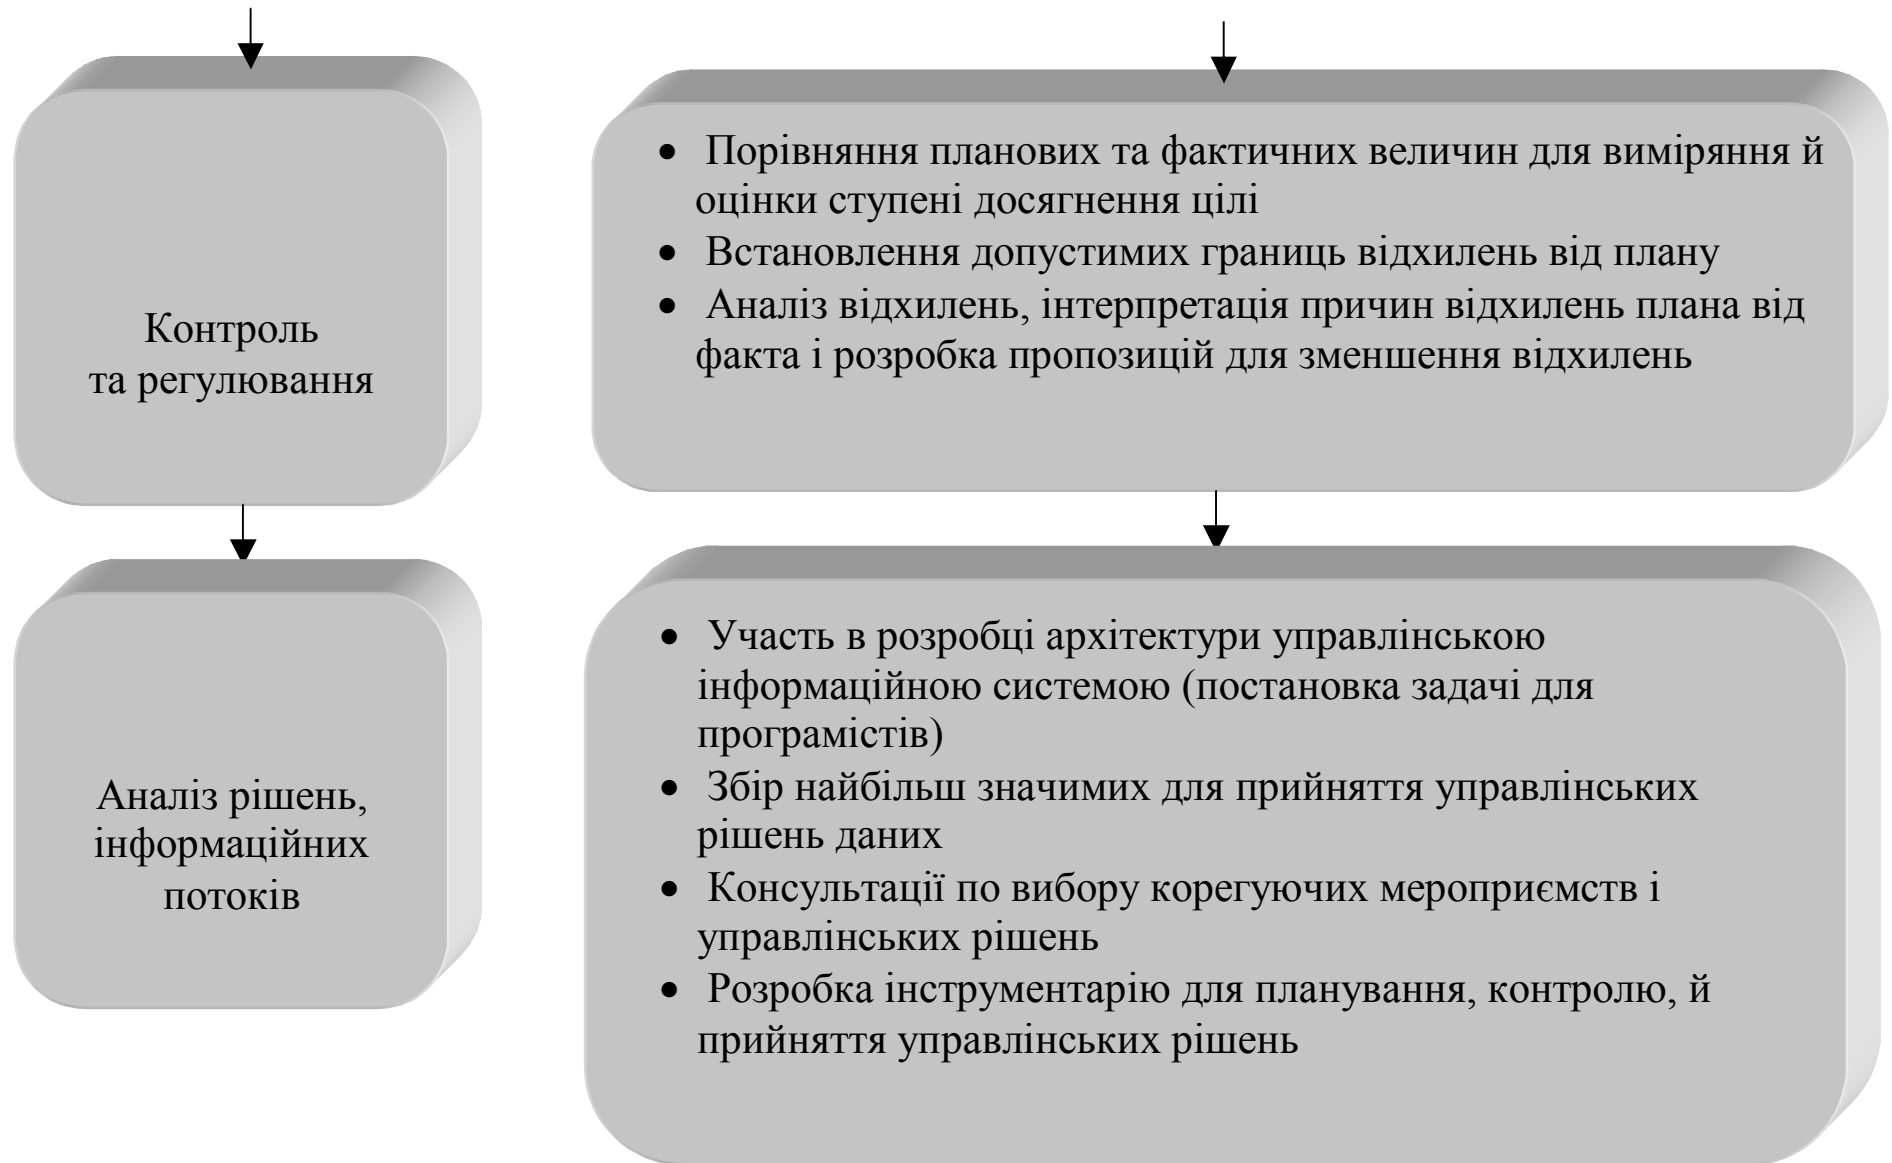 Контроль
та регулювання
• Порівняння планових та фактичних величин для виміряння й
оцінки ступені досягнення цілі
• Встановлення допустимих границь відхилень від плану
• Аналіз відхилень, інтерпретація причин відхилень плана від
факта і розробка пропозицій для зменшення відхилень
Аналіз рішень,
інформаційних
потоків
• Участь в розробці архітектури управлінською
інформаційною системою (постановка задачі для
програмістів)
• Збір найбільш значимих для прийняття управлінських
рішень даних
• Консультації по вибору корегуючих мероприємств і
управлінських рішень
• Розробка інструментарію для планування, контролю, й
прийняття управлінських рішень